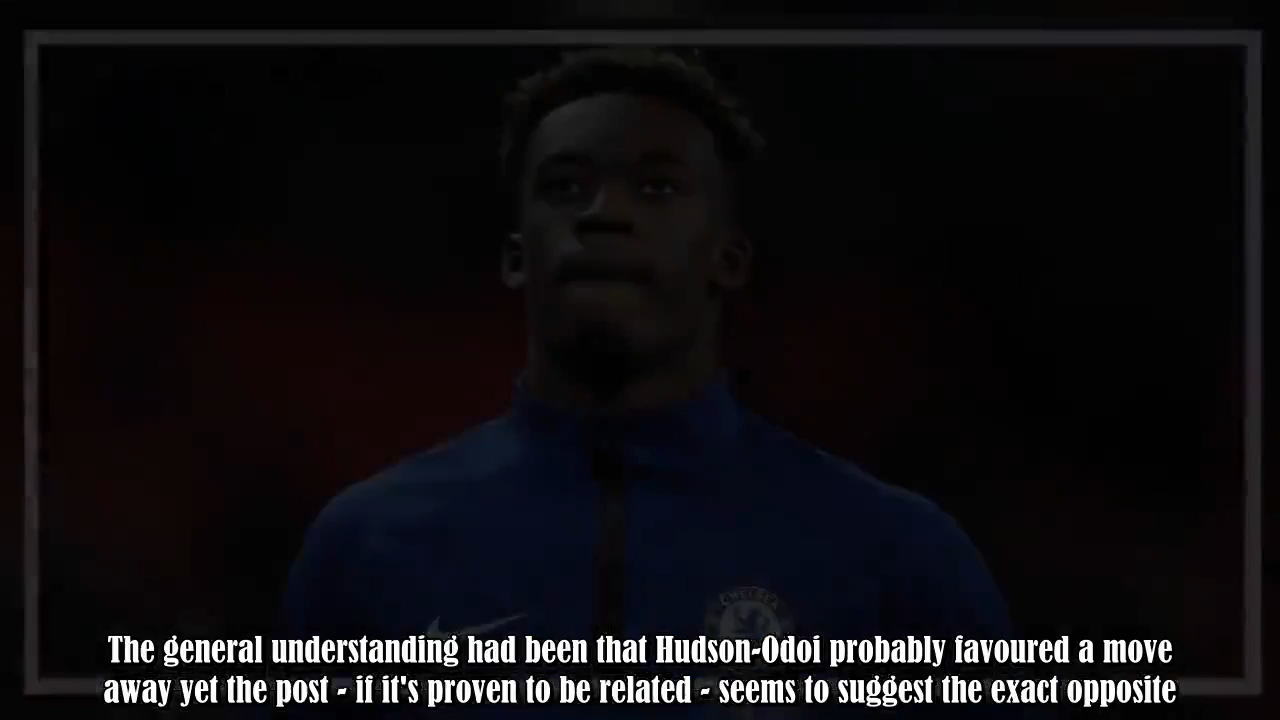 CHELSEA
The general understanding had been that Hudson-Odoi probably favoured a move
away yet the post - if it's proven to be related - seems to suggest the exact opposite